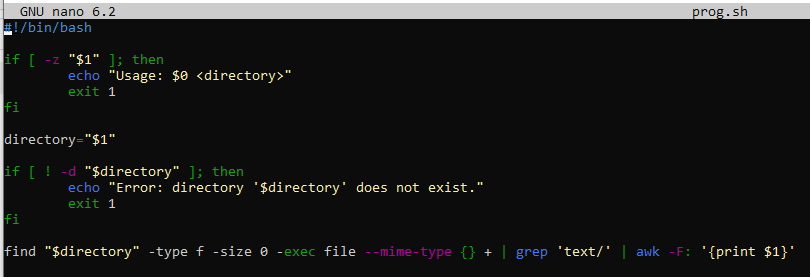 GNU nano 6.2 prog.sh
#!/bin/bash
if [ -z "$1" ]; then
echo "Usage: $0 <directory>"
exit 1
fi
directory="$1"
if [ ! -d "$directory" ]; then
echo "Error: directory '$directory' does not exist."
exit 1
fi
find "$directory" -type f -size 0 -exec file --mime-type {} + | grep 'text/' | awk -F: '{print $1}'